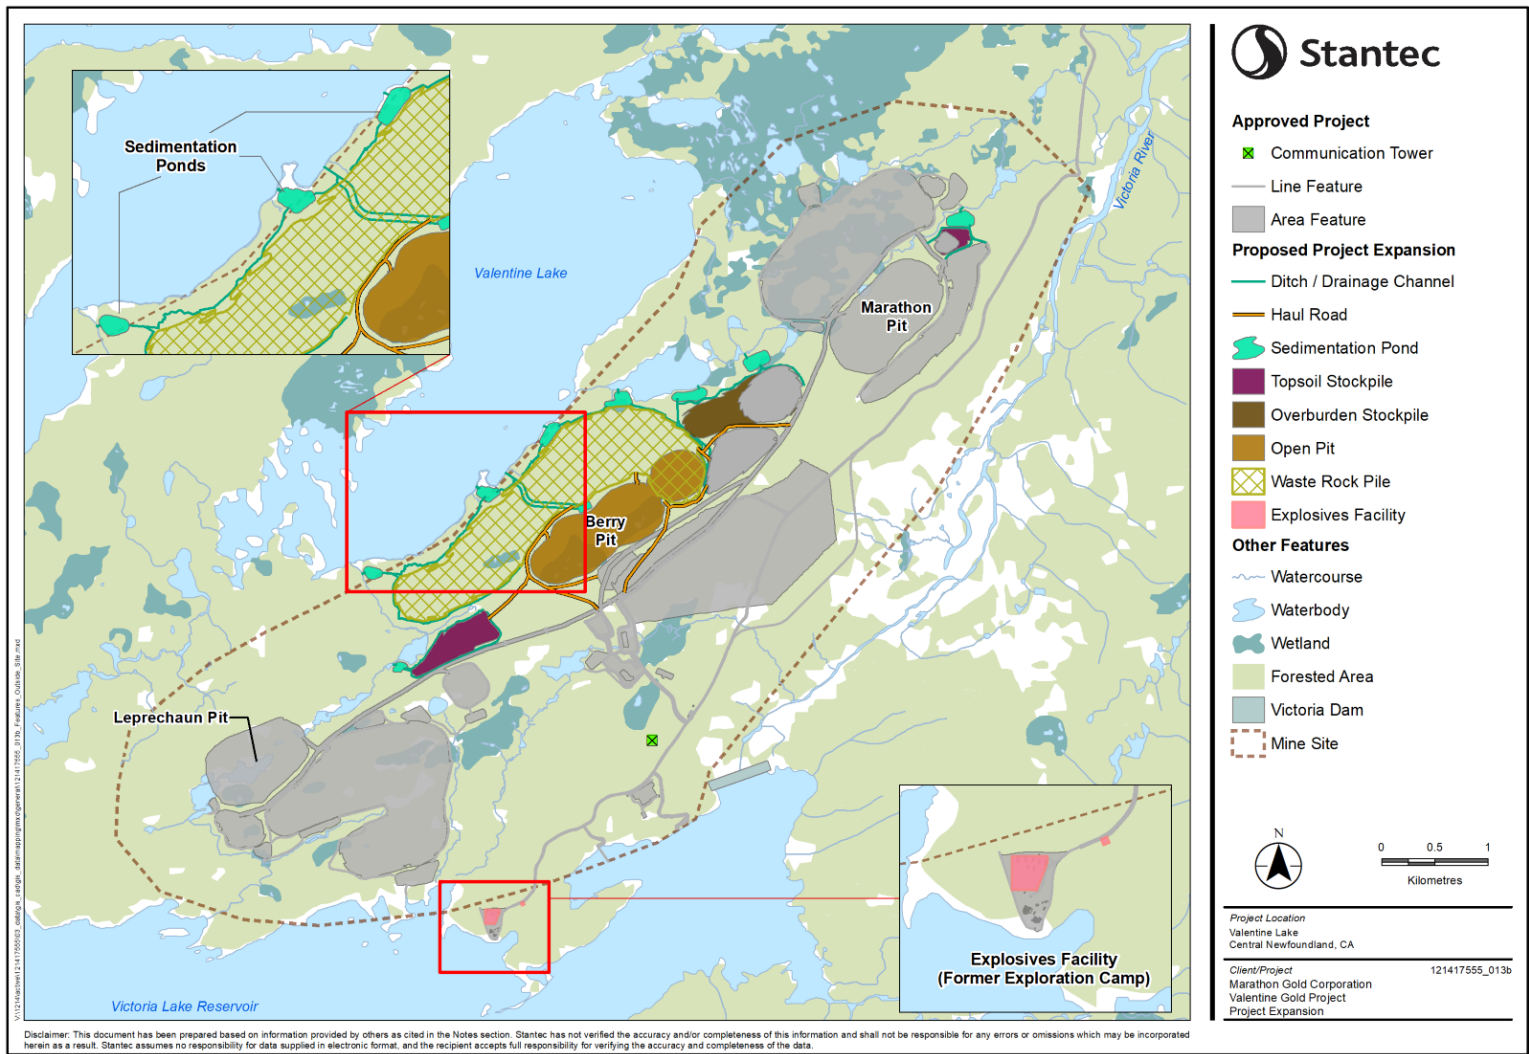 Sedimentation
Ponds
Valentine Lake
Victoria River
Marathon
Pit
Berry
Pit
Leprechaun Pit
Explosives Facility
(Former Exploration Camp)
Victoria Lake Reservoir
Stantec
Approved Project
Communication Tower
Line Feature
Area Feature
Proposed Project Expansion
Ditch / Drainage Channel
Haul Road
Sedimentation Pond
Topsoil Stockpile
Overburden Stockpile
Open Pit
Waste Rock Pile
Explosives Facility
Other Features
Watercourse
Waterbody
Wetland
Forested Area
Victoria Dam
Mine Site
N
0 0.5 1
Kilometres
Project Location
Valentine Lake
Central Newfoundland, CA
Client/Project 121417555_013b
Marathon Gold Corporation
Valentine Gold Project
Project Expansion
Disclaimer: This document has been prepared based on information provided by others as cited in the Notes section. Stantec has not verified the accuracy and/or completeness of this information and shall not be responsible for any errors or omissions which may be incorporated
herein as a result. Stantec assumes no responsibility for data supplied in electronic format, and the recipient accepts full responsibility for verifying the accuracy and completeness of the data.